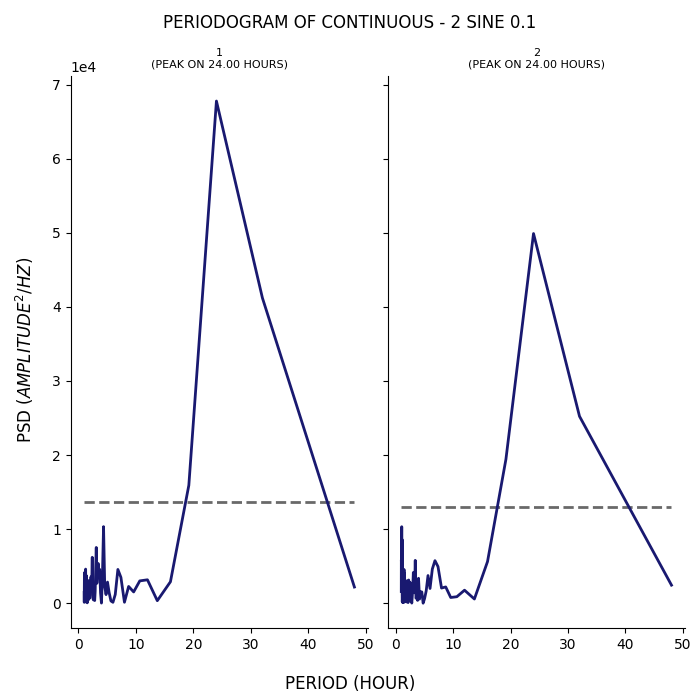 PERIODOGRAM OF CONTINUOUS - 2 SINE 0.1
1
(PEAK ON 24.00 HOURS)
2
(PEAK ON 24.00 HOURS)
1e4
7
6
5
4
3
2
1
0
PSD (AMPLITUDE²/HZ)
0 10 20 30 40 50
0 10 20 30 40 50
PERIOD (HOUR)